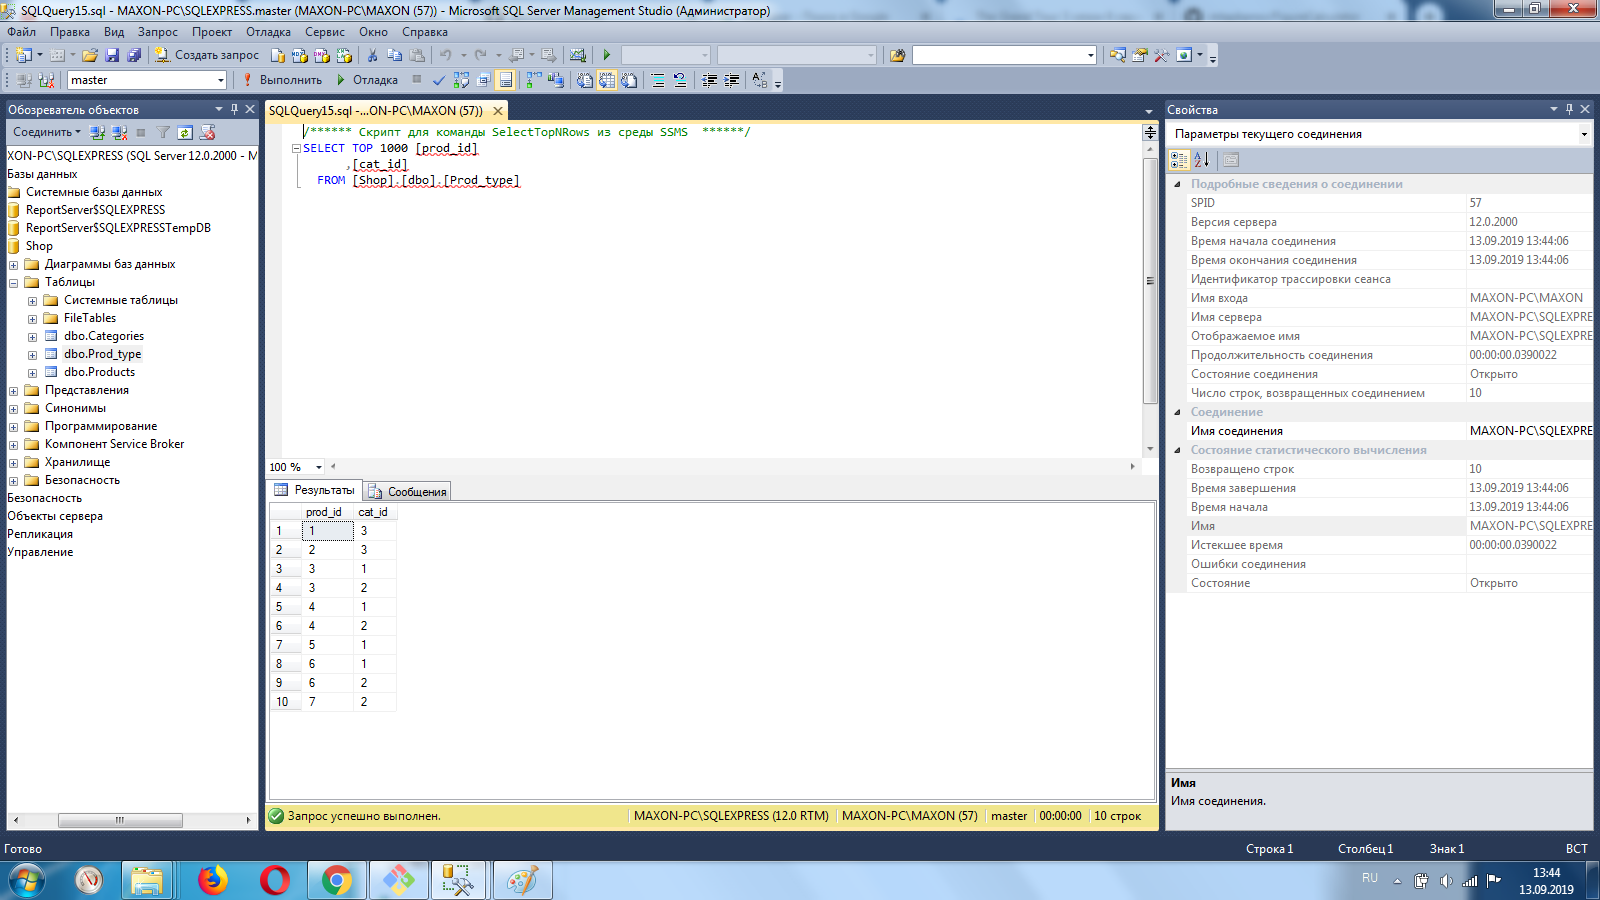 SQLQuery15.sql - MAXON-PC\SQLEXPRESS.master (MAXON-PC\MAXON (57)) - Microsoft SQL Server Management Studio (Администратор)
Файл Правка Вид Запрос Проект Отладка Сервис Окно Справка
Создать запрос
master Выполнить Отладка
Обозреватель объектов
Соединить
XON-PC\SQLEXPRESS (SQL Server 12.0.2000 - M
Базы данных
Системные базы данных
ReportServer$SQLEXPRESS
ReportServer$SQLEXPRESSTempDB
Shop
Диаграммы баз данных
Таблицы
Системные таблицы
FileTables
dbo.Categories
dbo.Prod_type
dbo.Products
Представления
Синонимы
Программирование
Компонент Service Broker
Хранилище
Безопасность
Безопасность
Объекты сервера
Репликация
Управление
SQLQuery15.sql -...ON-PC\MAXON (57))
/****** Скрипт для команды SelectTopNRows из среды SSMS  ******/
SELECT TOP 1000 [prod_id]
,[cat_id]
FROM [Shop].[dbo].[Prod_type]
100 %
Результаты Сообщения
prod_id cat_id
1 1 3
2 2 3
3 3 1
4 3 2
5 4 1
6 4 2
7 5 1
8 6 1
9 6 2
10 7 2
Запрос успешно выполнен. MAXON-PC\SQLEXPRESS (12.0 RTM) MAXON-PC\MAXON (57) master 00:00:00 10 строк
Свойства
Параметры текущего соединения
Подробные сведения о соединении
SPID 57
Версия сервера 12.0.2000
Время начала соединения 13.09.2019 13:44:06
Время окончания соединения 13.09.2019 13:44:06
Идентификатор трассировки сеанса
Имя входа MAXON-PC\MAXON
Имя сервера MAXON-PC\SQLEXPRE
Отображаемое имя MAXON-PC\SQLEXPRE
Продолжительность соединения 00:00:00.0390022
Состояние соединения Открыто
Число строк, возвращенных соединением 10
Соединение
Имя соединения MAXON-PC\SQLEXPRE
Состояние статистического вычисления
Возвращено строк 10
Время завершения 13.09.2019 13:44:06
Время начала 13.09.2019 13:44:06
Имя MAXON-PC\SQLEXPRE
Истекшее время 00:00:00.0390022
Ошибки соединения
Состояние Открыто
Имя
Имя соединения.
Готово Строка 1 Столбец 1 Знак 1 ВСТ
RU 13:44
13.09.2019